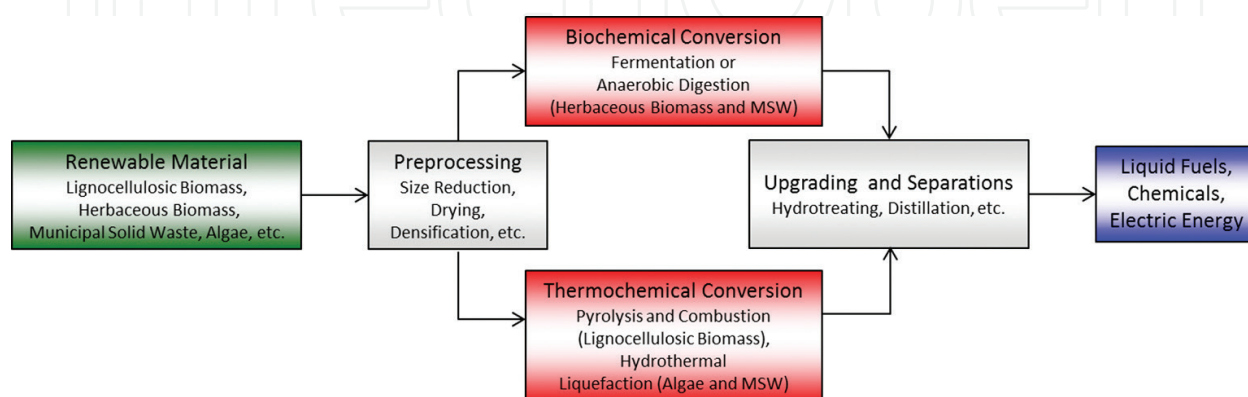 Renewable Material
Lignocellulosic Biomass,
Herbaceous Biomass,
Municipal Solid Waste, Algae, etc.
Preprocessing
Size Reduction,
Drying,
Densification, etc.
Biochemical Conversion
Fermentation or
Anaerobic Digestion
(Herbaceous Biomass and MSW)
Thermochemical Conversion
Pyrolysis and Combustion
(Lignocellulosic Biomass),
Hydrothermal
Liquefaction (Algae and MSW)
Upgrading and Separations
Hydrotreating, Distillation, etc.
Liquid Fuels,
Chemicals,
Electric Energy